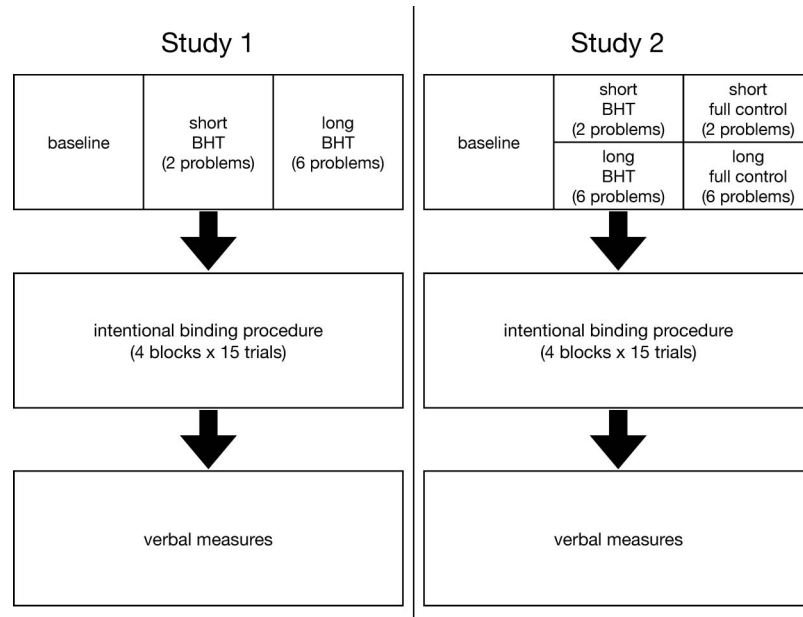 Study 1
baseline
short
BHT
(2 problems)
long
BHT
(6 problems)
intentional binding procedure
(4 blocks x 15 trials)
verbal measures
Study 2
baseline
short
BHT
(2 problems)
short
full control
(2 problems)
long
BHT
(6 problems)
long
full control
(6 problems)
intentional binding procedure
(4 blocks x 15 trials)
verbal measures